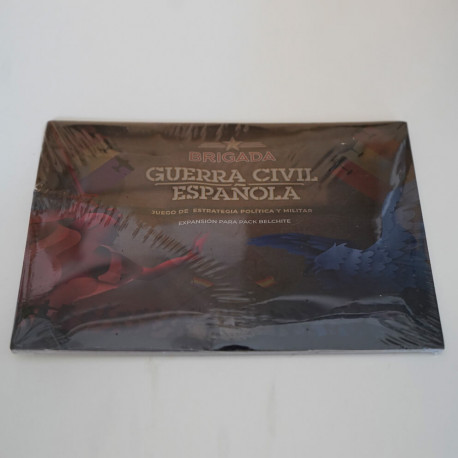 BRIGADA
GUERRA CIVIL
ESPAÑOLA
JUEGO DE ESTRATEGIA POLÍTICA Y MILITAR
EXPANSIÓN PARA PACK BELCHITE